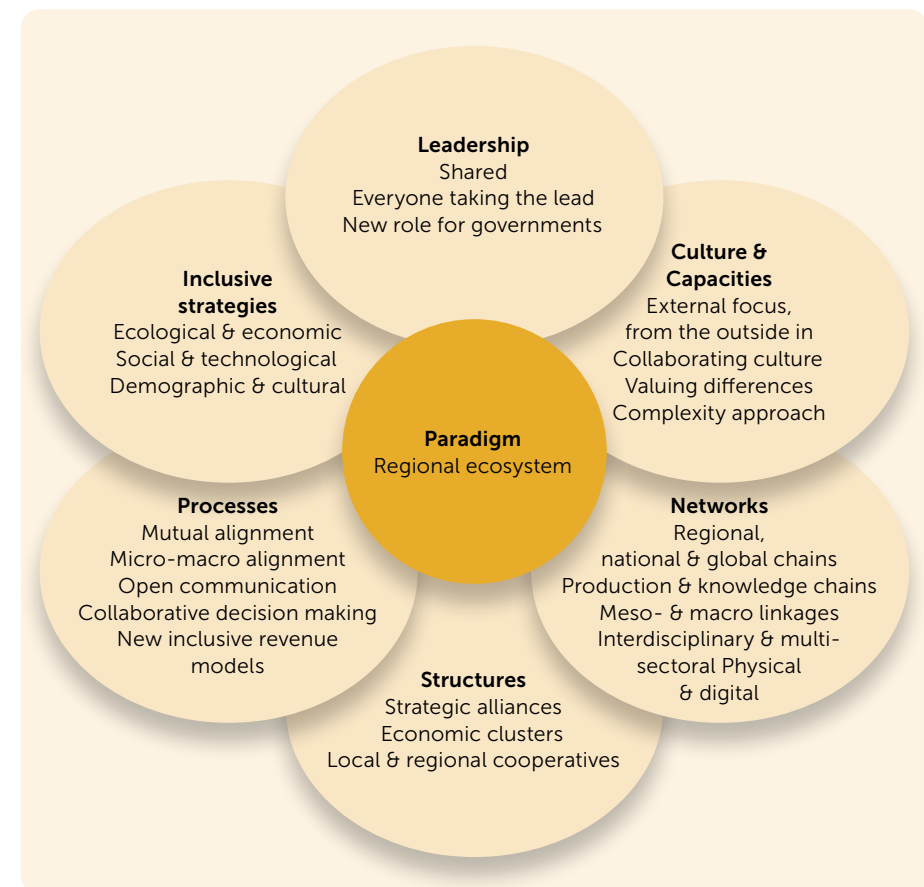 Leadership
Shared
Everyone taking the lead
New role for governments
Culture &
Capacities
External focus,
from the outside in
Collaborating culture
Valuing differences
Complexity approach
Networks
Regional,
national & global chains
Production & knowledge chains
Meso- & macro linkages
Interdisciplinary & multi-
sectoral Physical
& digital
Structures
Strategic alliances
Economic clusters
Local & regional cooperatives
Processes
Mutual alignment
Micro-macro alignment
Open communication
Collaborative decision making
New inclusive revenue
models
Inclusive
strategies
Ecological & economic
Social & technological
Demographic & cultural
Paradigm
Regional ecosystem